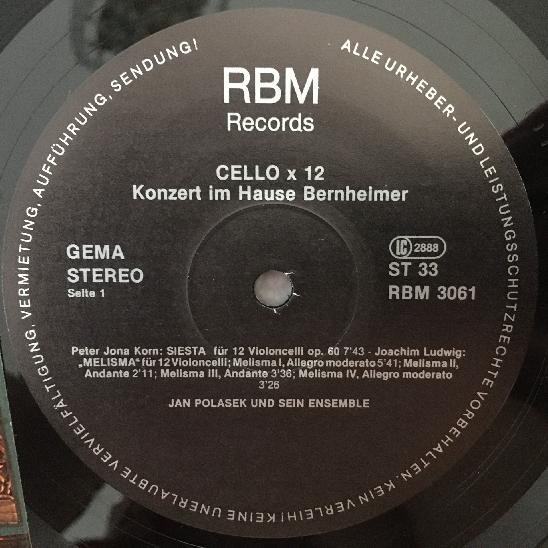 ALLE URHEBER- UND LEISTUNGSSCHUTZRECHTE VORBEHALTEN. KEIN VERLEIH! KEINE UNERLAUBTE VERVIELFÄLTIGUNG, VERMIETUNG, AUFFÜHRUNG, SENDUNG!
RBM
Records
CELLO x 12
Konzert im Hause Bernheimer
GEMA
STEREO
Seite 1
LC 2888
ST 33
RBM 3061
Peter Jona Korn: SIESTA für 12 Violoncelli op. 60 7'43 - Joachim Ludwig:
„MELISMA" für 12 Violoncelli; Melisma I, Allegro moderato 5'41; Melisma II,
Andante 2'11; Melisma III, Andante 3'36; Melisma IV, Allegro moderato
3'26
JAN POLASEK UND SEIN ENSEMBLE